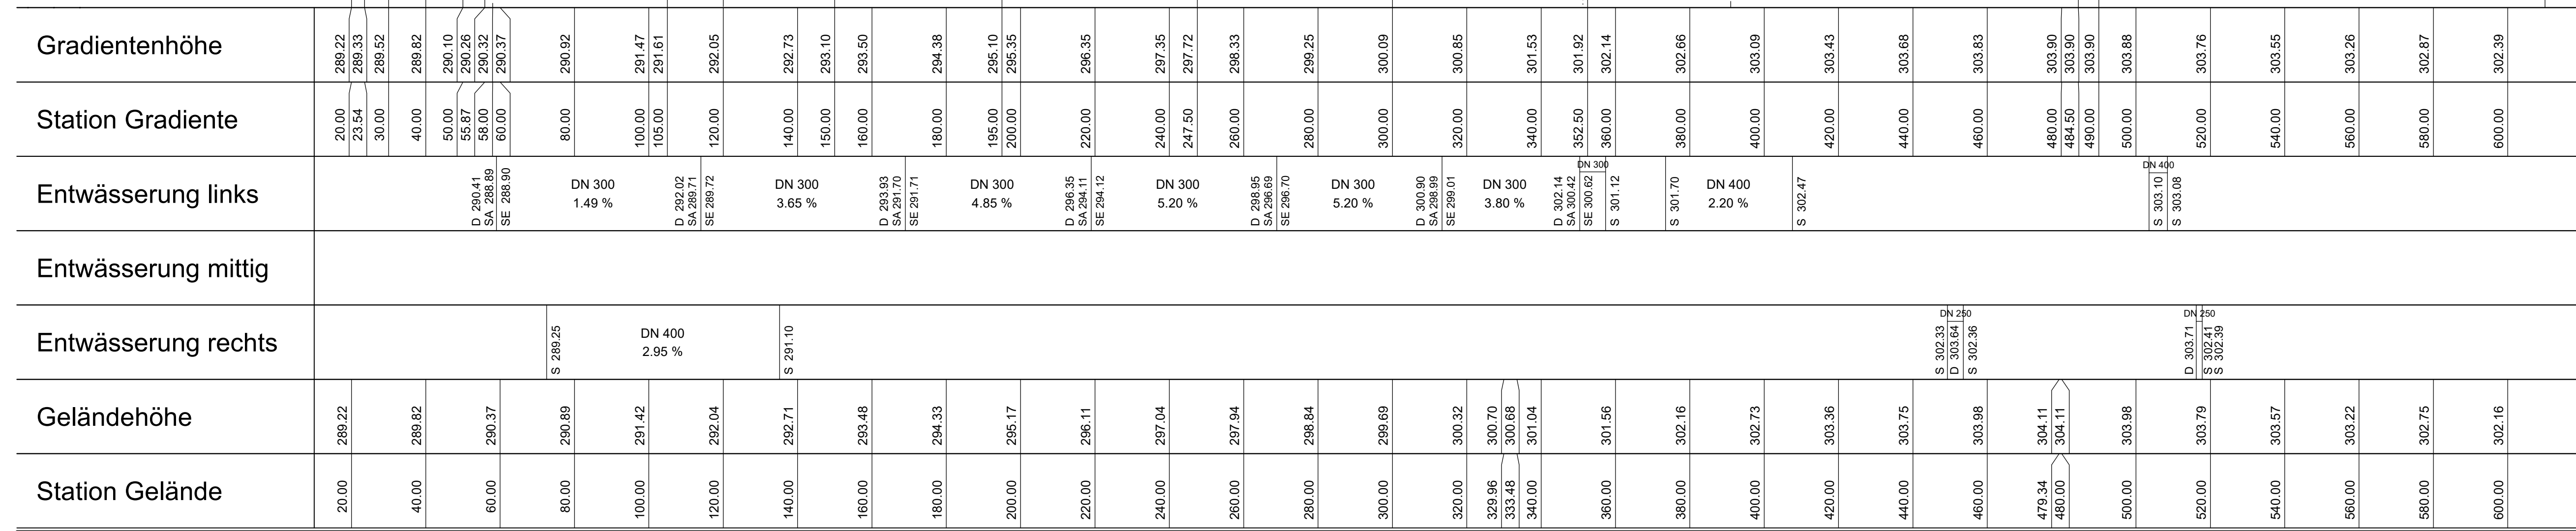 Gradientenhöhe 289.22 289.33 289.52 289.82 290.10 290.26 290.32 290.37 290.92 291.47 291.61 292.05 292.73 293.10 293.50 294.38 295.10 295.35 296.35 297.35 297.72 298.33 299.25 300.09 300.85 301.53 301.92 302.14 302.66 303.09 303.43 303.68 303.83 303.90 303.90 303.90 303.88 303.76 303.55 303.26 302.87 302.39
Station Gradiente 20.00 23.54 30.00 40.00 50.00 55.87 58.00 60.00 80.00 100.00 105.00 120.00 140.00 150.00 160.00 180.00 195.00 200.00 220.00 240.00 247.50 260.00 280.00 300.00 320.00 340.00 352.50 360.00 380.00 400.00 420.00 440.00 460.00 480.00 484.50 490.00 500.00 520.00 540.00 560.00 580.00 600.00
Entwässerung links
D 290.41
SA 288.89
SE 288.90
DN 300
1.49 %
D 292.02
SA 289.71
SE 289.72
DN 300
3.65 %
D 293.93
SA 291.70
SE 291.71
DN 300
4.85 %
D 296.35
SA 294.11
SE 294.12
DN 300
5.20 %
D 298.95
SA 296.69
SE 296.70
DN 300
5.20 %
D 300.90
SA 298.99
SE 299.01
DN 300
3.80 %
D 302.14
SA 300.42
DN 300
SE 300.62
S 301.12
S 301.70
DN 400
2.20 %
S 302.47
DN 400
S 303.10
S 303.08
Entwässerung mittig
Entwässerung rechts
S 289.25
DN 400
2.95 %
S 291.10
S 302.33
DN 250
D 303.64
S 302.36
D 303.71
DN 250
S 302.41
S 302.39
Geländehöhe 289.22 289.82 290.37 290.89 291.42 292.04 292.71 293.48 294.33 295.17 296.11 297.04 297.94 298.84 299.69 300.32 300.70 300.68 301.04 301.56 302.16 302.73 303.36 303.75 303.98 304.11 304.11 303.98 303.79 303.57 303.22 302.75 302.16
Station Gelände 20.00 40.00 60.00 80.00 100.00 120.00 140.00 160.00 180.00 200.00 220.00 240.00 260.00 280.00 300.00 320.00 329.96 333.48 340.00 360.00 380.00 400.00 420.00 440.00 460.00 479.34 480.00 500.00 520.00 540.00 560.00 580.00 600.00